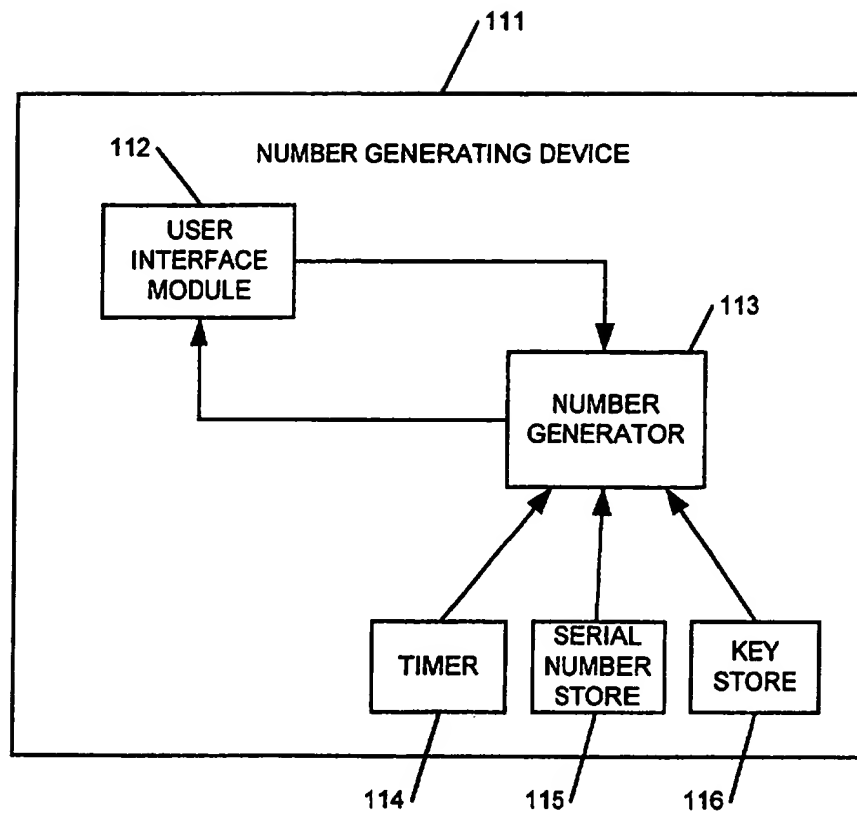 111
NUMBER GENERATING DEVICE
112
USER
INTERFACE
MODULE
113
NUMBER
GENERATOR
TIMER
SERIAL
NUMBER
STORE
KEY
STORE
114
115
116